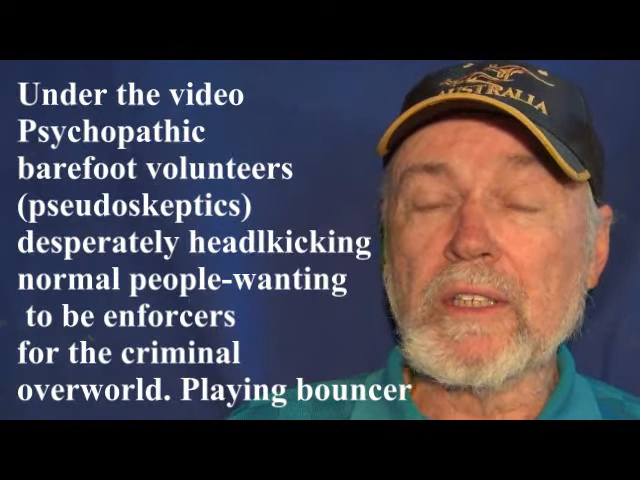 AUSTRALIA
Under the video
Psychopathic
barefoot volunteers
(pseudoskeptics)
desperately headlkicking
normal people-wanting
to be enforcers
for the criminal
overworld. Playing bouncer